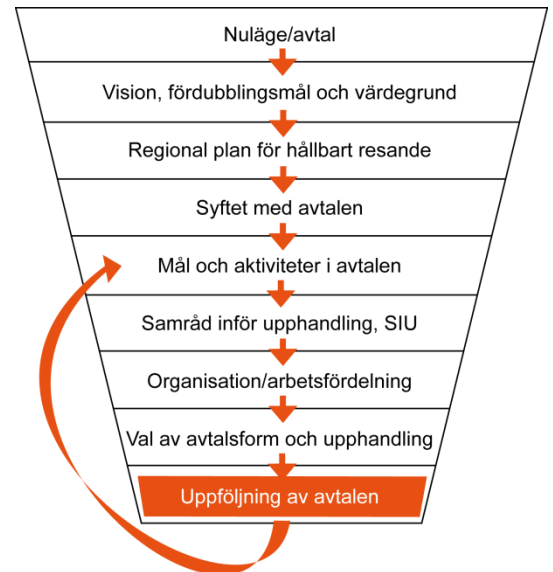 Nuläge/avtal
Vision, fördubblingsmål och värdegrund
Regional plan för hållbart resande
Syftet med avtalen
Mål och aktiviteter i avtalen
Samråd inför upphandling, SIU
Organisation/arbetsfördelning
Val av avtalsform och upphandling
Uppföljning av avtalen